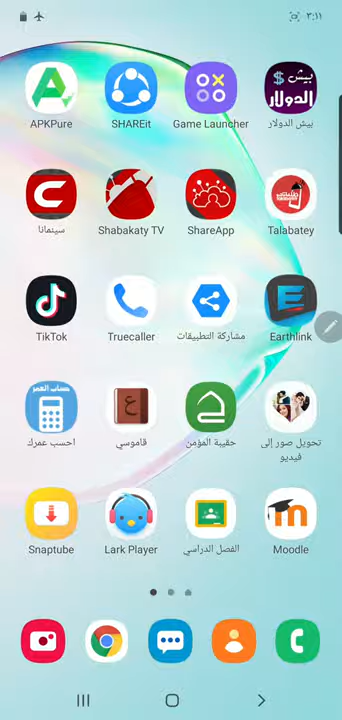 ٣:١١
APKPure
SHAREit
Game Launcher
بيش $
الدولار
بيش الدولار
سينمانا
Shabakaty TV
ShareApp
Talabatey
TikTok
Truecaller
مشاركة التطبيقات
Earthlink
حساب العمر
احسب عمرك
ع
قاموسي
حقيبة المؤمن
تحويل صور إلى
فيديو
Snaptube
Lark Player
الفصل الدراسي
Moodle